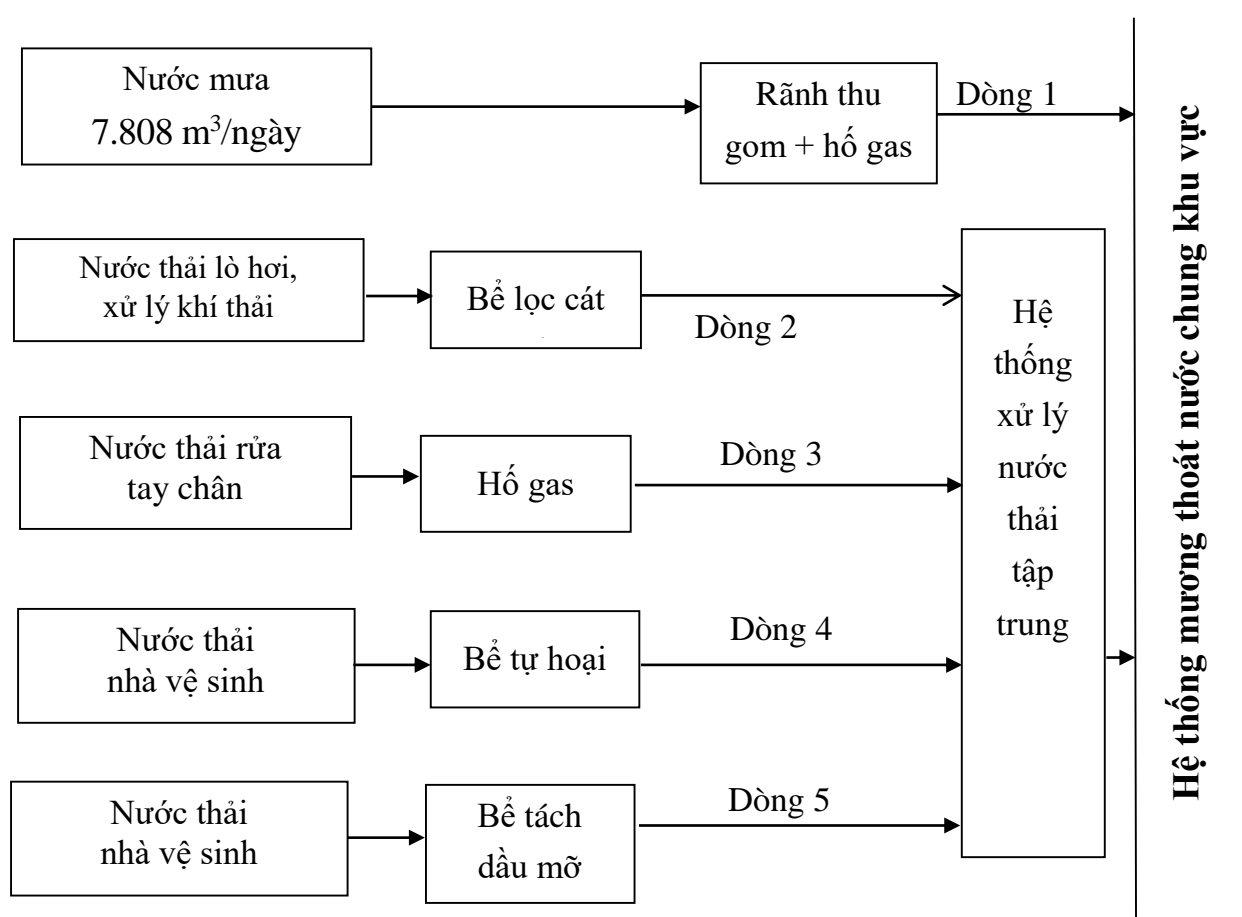 Nước mưa
7.808 m³/ngày
Rãnh thu
gom + hố gas
Dòng 1
Nước thải lò hơi,
xử lý khí thải
Bể lọc cát
Dòng 2
Nước thải rửa
tay chân
Hố gas
Dòng 3
Nước thải
nhà vệ sinh
Bể tự hoại
Dòng 4
Nước thải
nhà vệ sinh
Bể tách
dầu mỡ
Dòng 5
Hệ
thống
xử lý
nước
thải
tập
trung
Hệ thống mương thoát nước chung khu vực